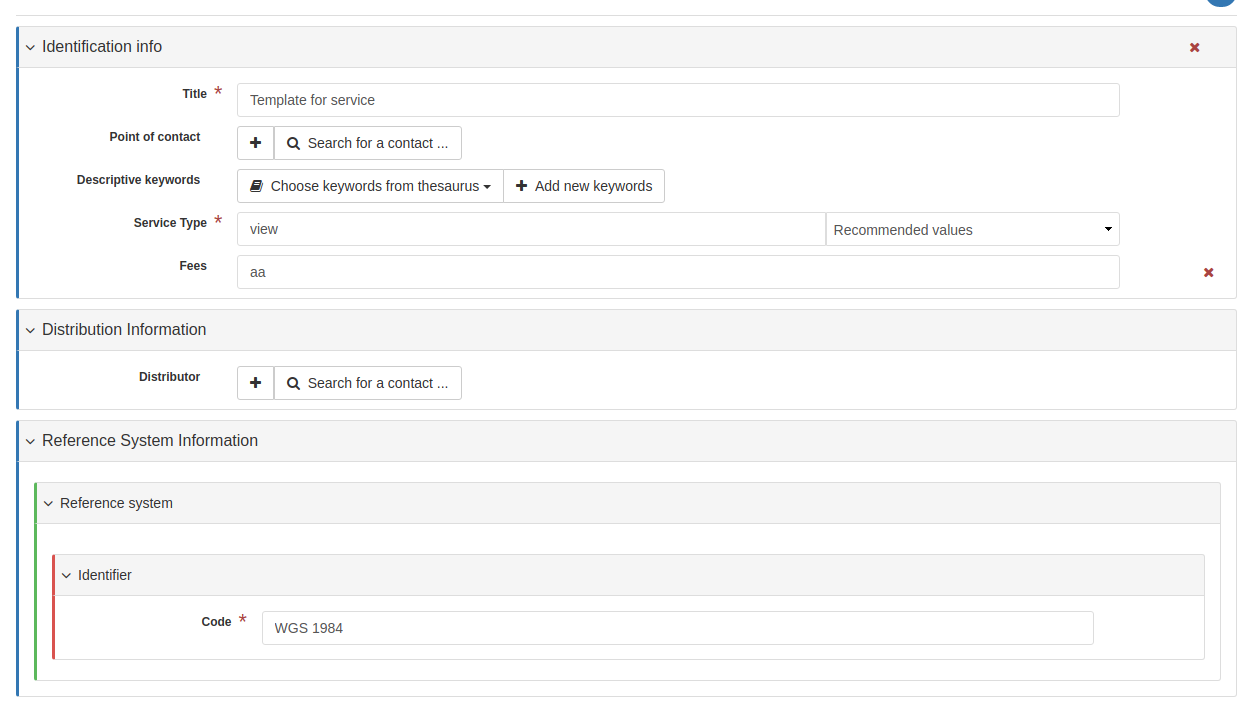 Identification info
Title *
Template for service
Point of contact
Search for a contact ...
Descriptive keywords
Choose keywords from thesaurus
Add new keywords
Service Type *
view
Recommended values
Fees
aa
Distribution Information
Distributor
Search for a contact ...
Reference System Information
Reference system
Identifier
Code *
WGS 1984